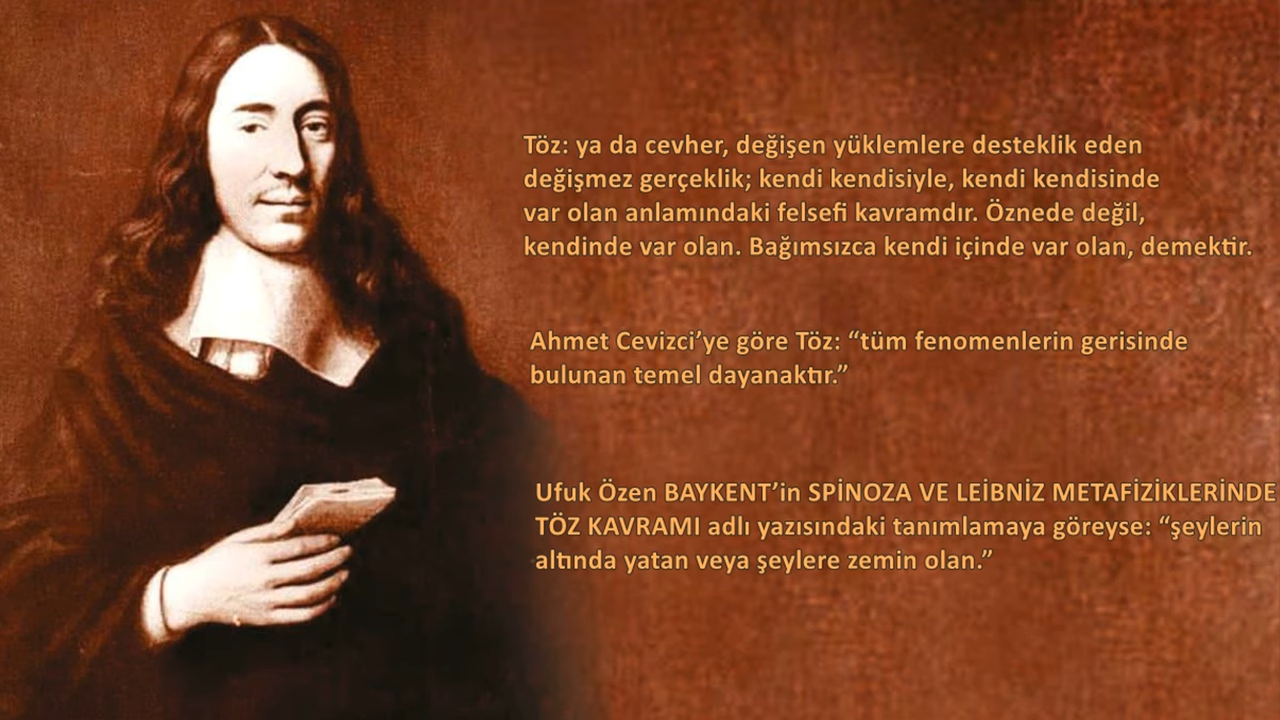 Töz: ya da cevher, değişen yüklemlere desteklik eden
değişmez gerçeklik; kendi kendisiyle, kendi kendisinde
var olan anlamındaki felsefi kavramdır. Öznede değil,
kendinde var olan. Bağımsızca kendi içinde var olan, demektir.
Ahmet Cevizci’ye göre Töz: “tüm fenomenlerin gerisinde
bulunan temel dayanaktır.”
Ufuk Özen BAYKENT’in SPİNOZA VE LEİBNİZ METAFİZİKLERİNDE
TÖZ KAVRAMI adlı yazısındaki tanımlamaya göreyse: “şeylerin
altında yatan veya şeylere zemin olan.”